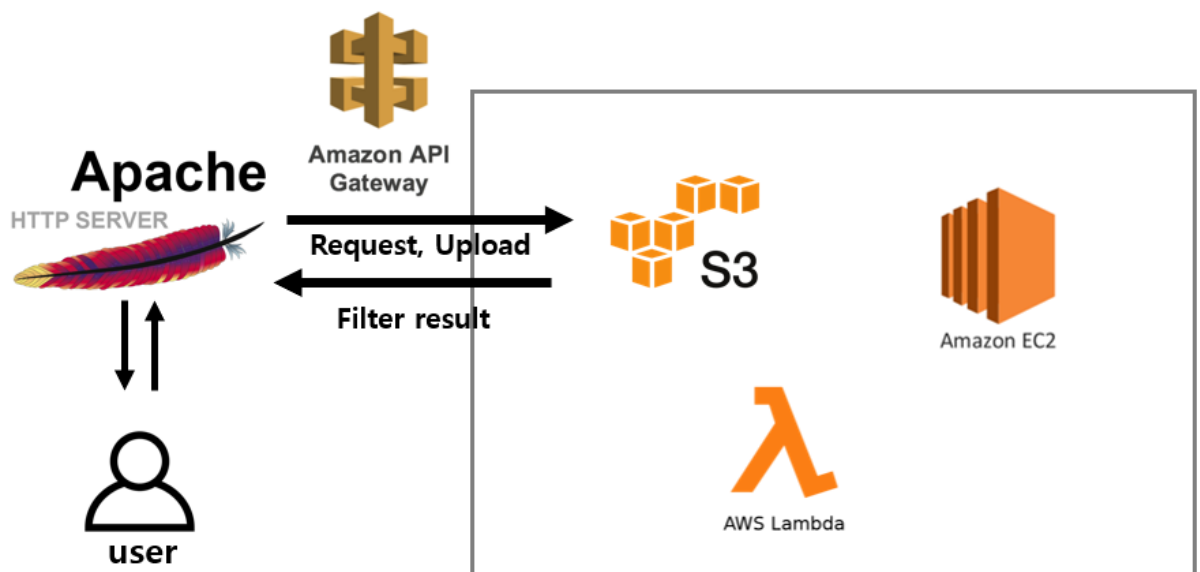 Amazon API
Gateway
Apache
HTTP SERVER
Request, Upload
Filter result
S3
Amazon EC2
AWS Lambda
user